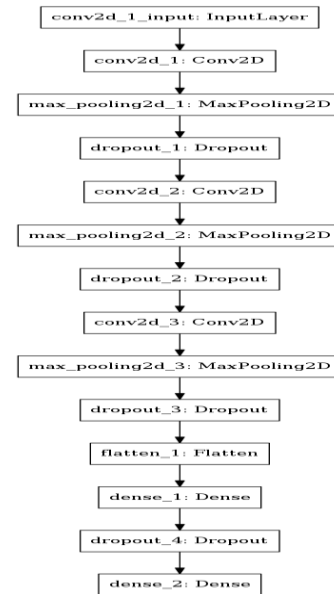 conv2d_1_input: InputLayer
conv2d_1: Conv2D
max_pooling2d_1: MaxPooling2D
dropout_1: Dropout
conv2d_2: Conv2D
max_pooling2d_2: MaxPooling2D
dropout_2: Dropout
conv2d_3: Conv2D
max_pooling2d_3: MaxPooling2D
dropout_3: Dropout
flatten_1: Flatten
dense_1: Dense
dropout_4: Dropout
dense_2: Dense